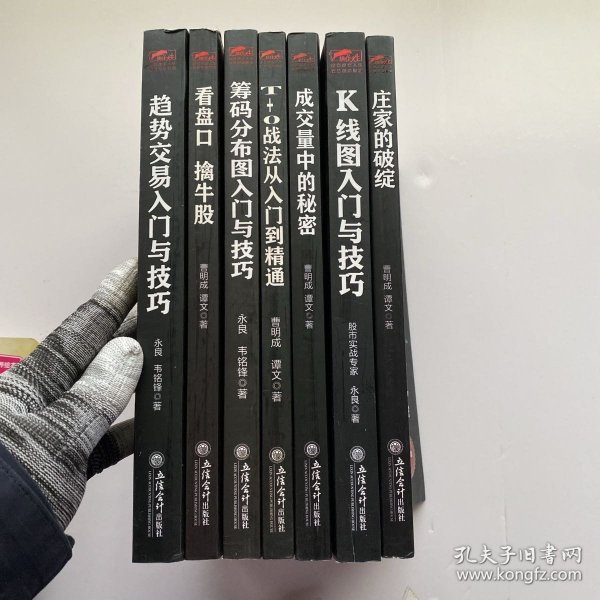 趋势交易入门与技巧
永良 韦铭锋◎著
立信会计出版社
看盘口 擒牛股
曹明成 谭文◎著
立信会计出版社
筹码分布图入门与技巧
永良 韦铭锋◎著
立信会计出版社
T+0战法从入门到精通
曹明成 谭文◎著
立信会计出版社
成交量中的秘密
曹明成 谭文◎著
立信会计出版社
K线图入门与技巧
股市实战专家 永良◎著
立信会计出版社
庄家的破绽
曹明成 谭文◎著
立信会计出版社
孔夫子旧书网
www.kongfz.com